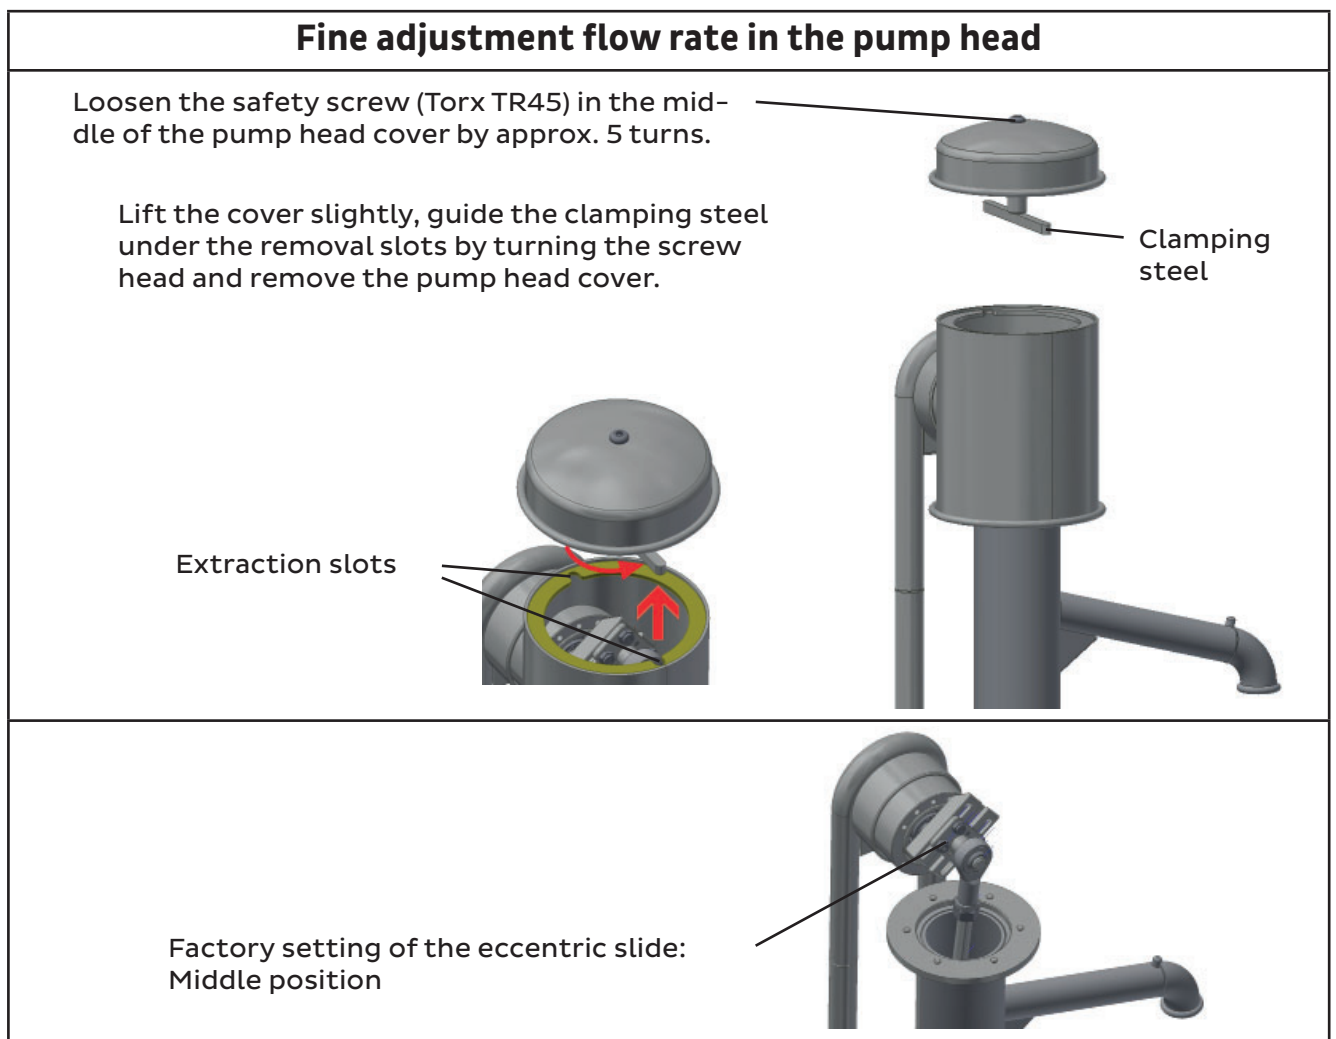 Fine adjustment flow rate in the pump head
Loosen the safety screw (Torx TR45) in the mid-
dle of the pump head cover by approx. 5 turns.
Lift the cover slightly, guide the clamping steel
under the removal slots by turning the screw
head and remove the pump head cover.
Clamping
steel
Extraction slots
Factory setting of the eccentric slide:
Middle position